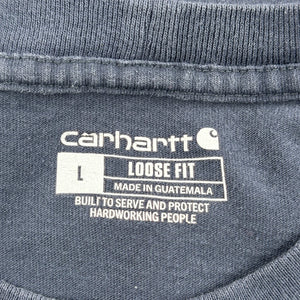 carhartt
L LOOSE FIT
MADE IN GUATEMALA
BUILT TO SERVE AND PROTECT
HARDWORKING PEOPLE